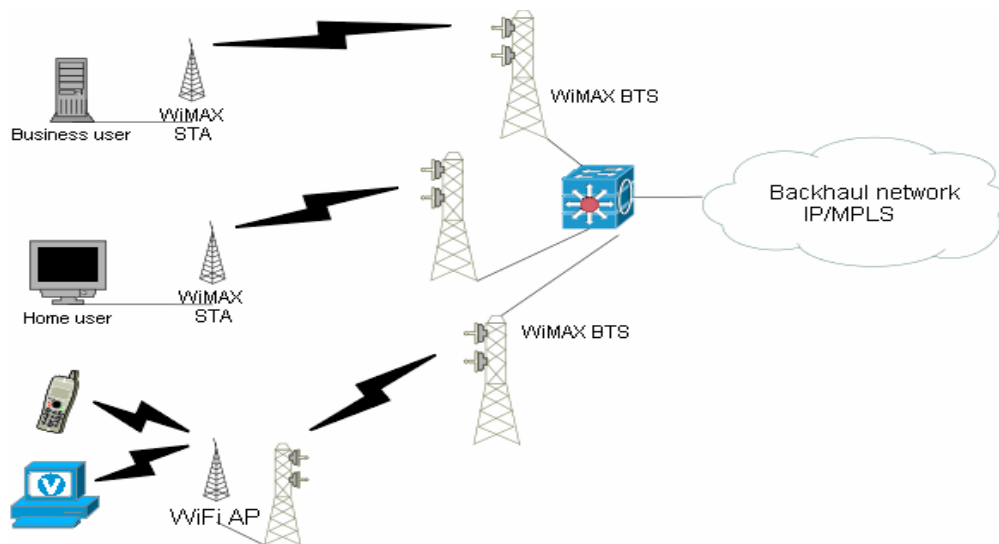 WiMAX BTS
WiMAX
STA
Business user
Backhaul network
IP/MPLS
WiMAX
STA
Home user
WiMAX BTS
V
WiFi AP